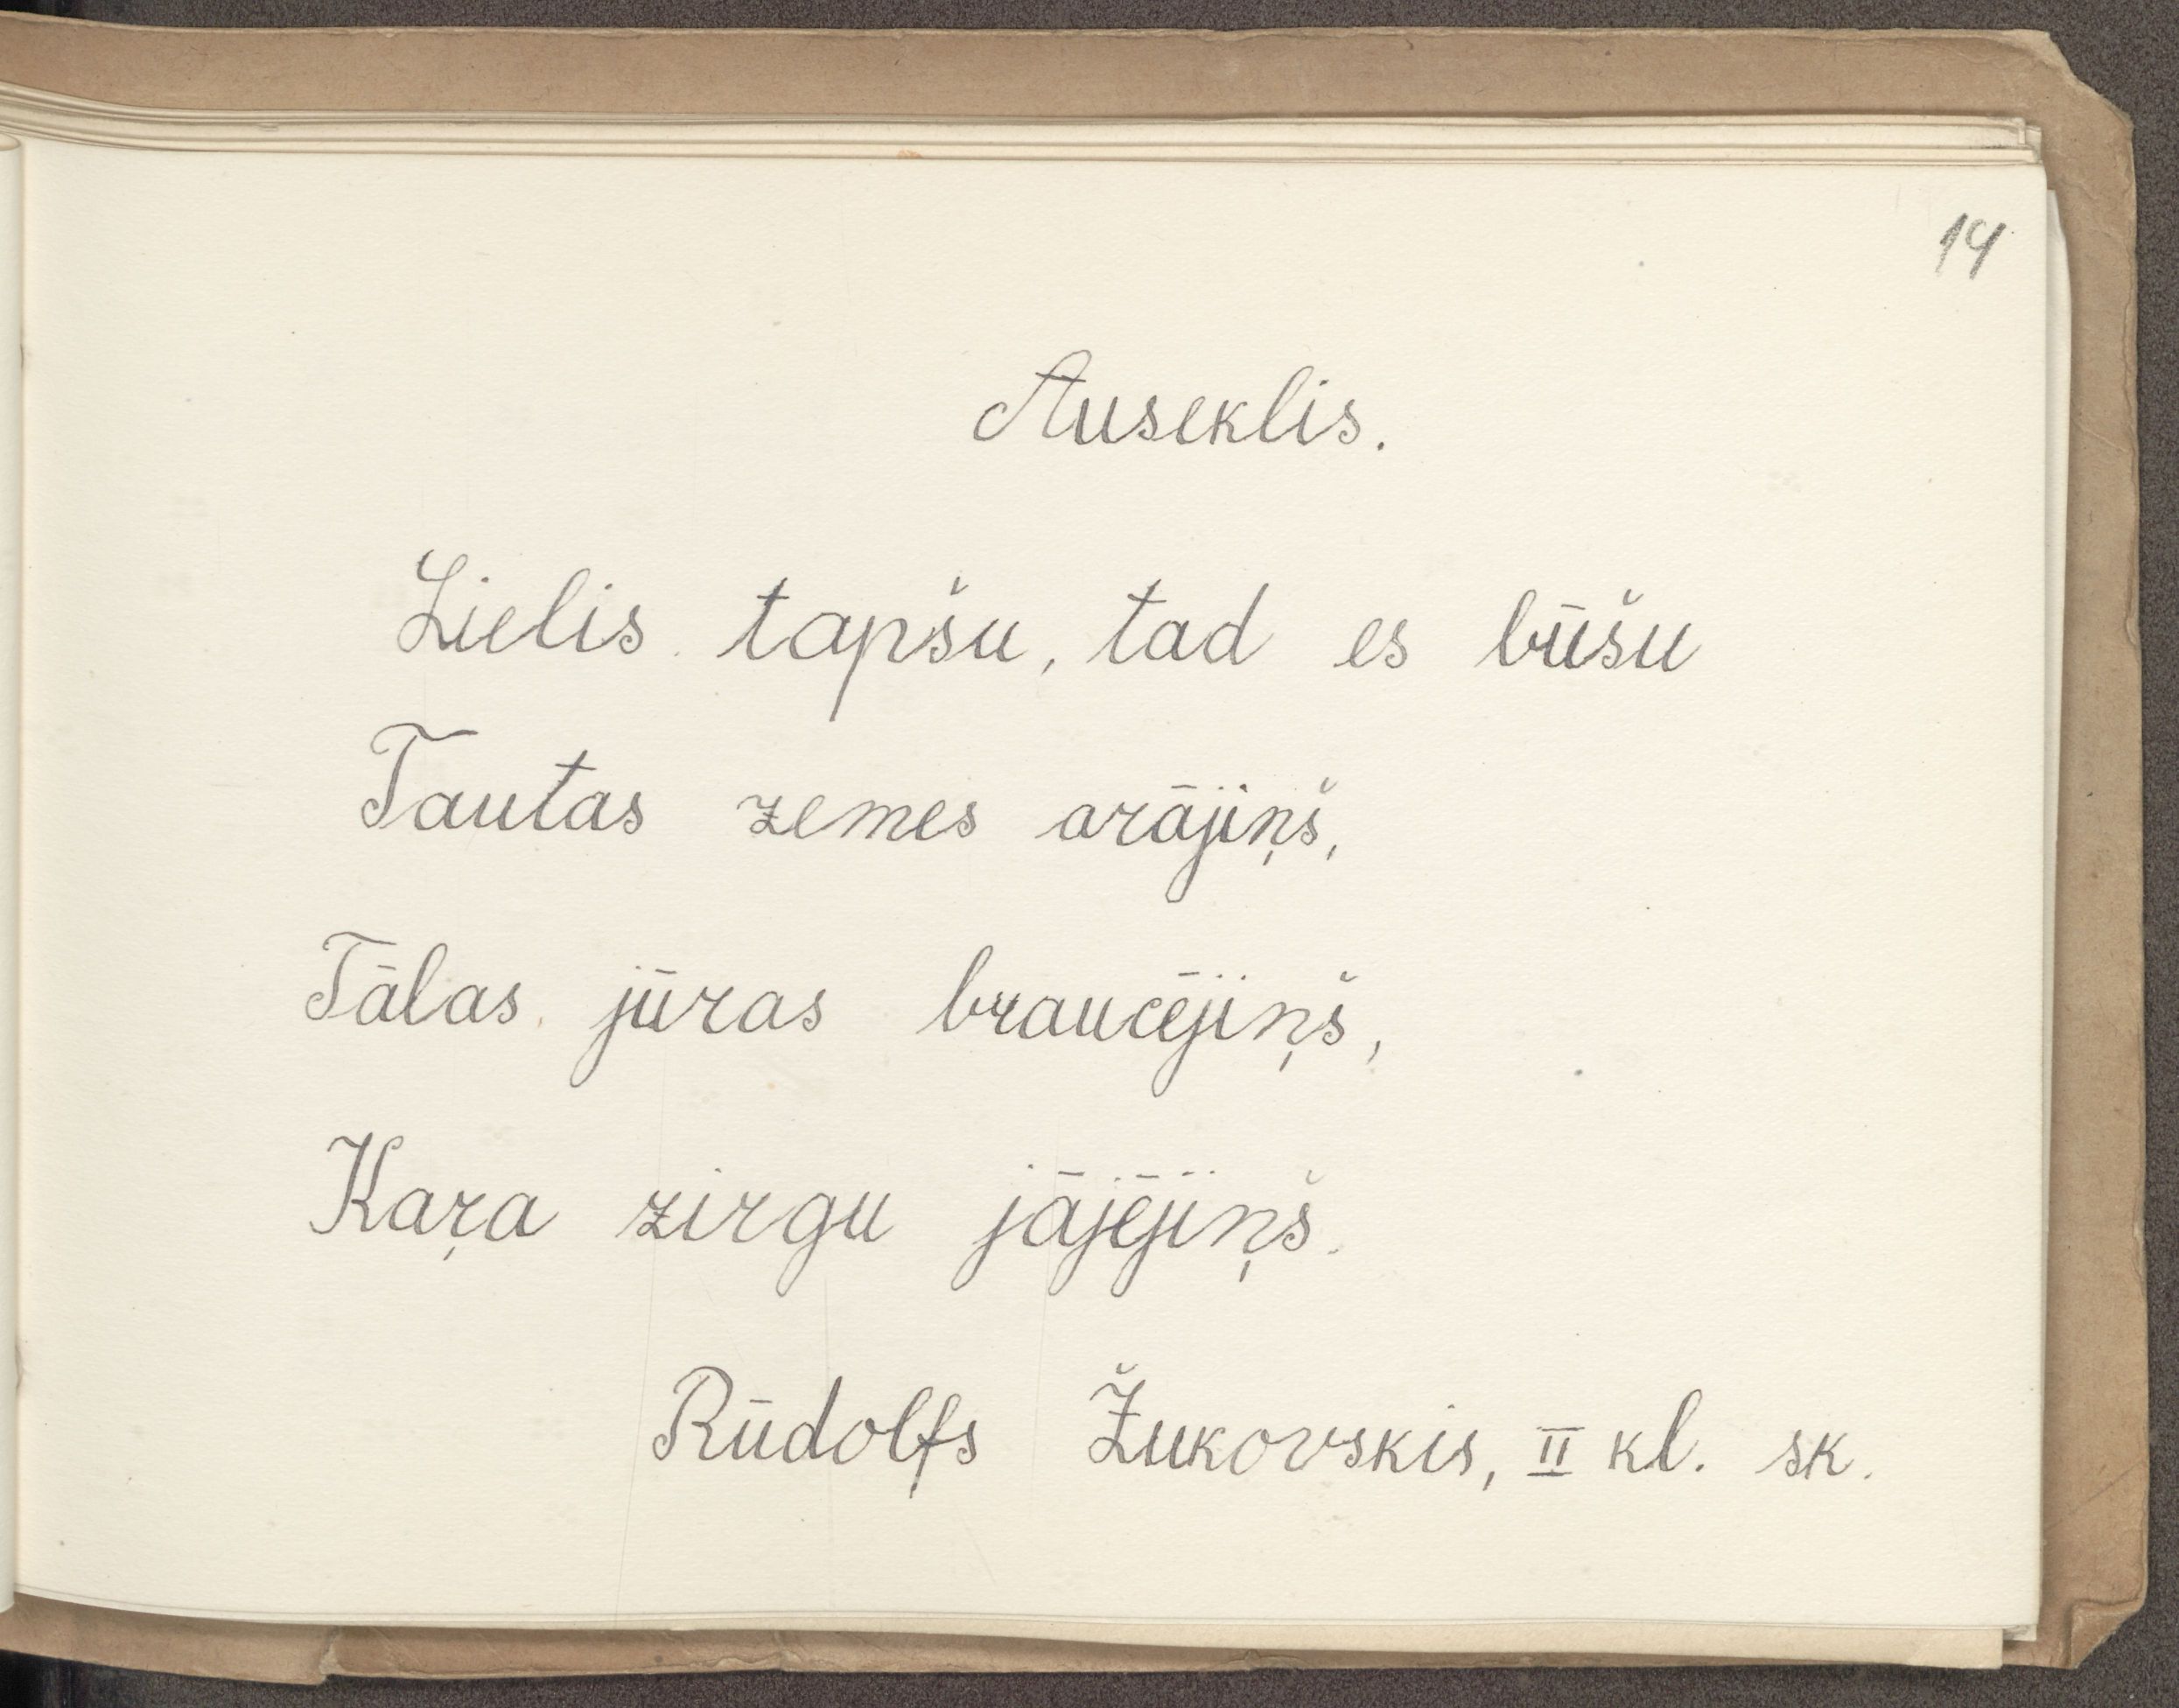 14
Auseklis.
Lielis tapšu, tad es būšu
Tautas zemes arājiņš,
Tālas jūras braucējiņš,
Kaŗa zirgu jājējiņš.
Rūdolfs Žukovskis, II kl. sk.